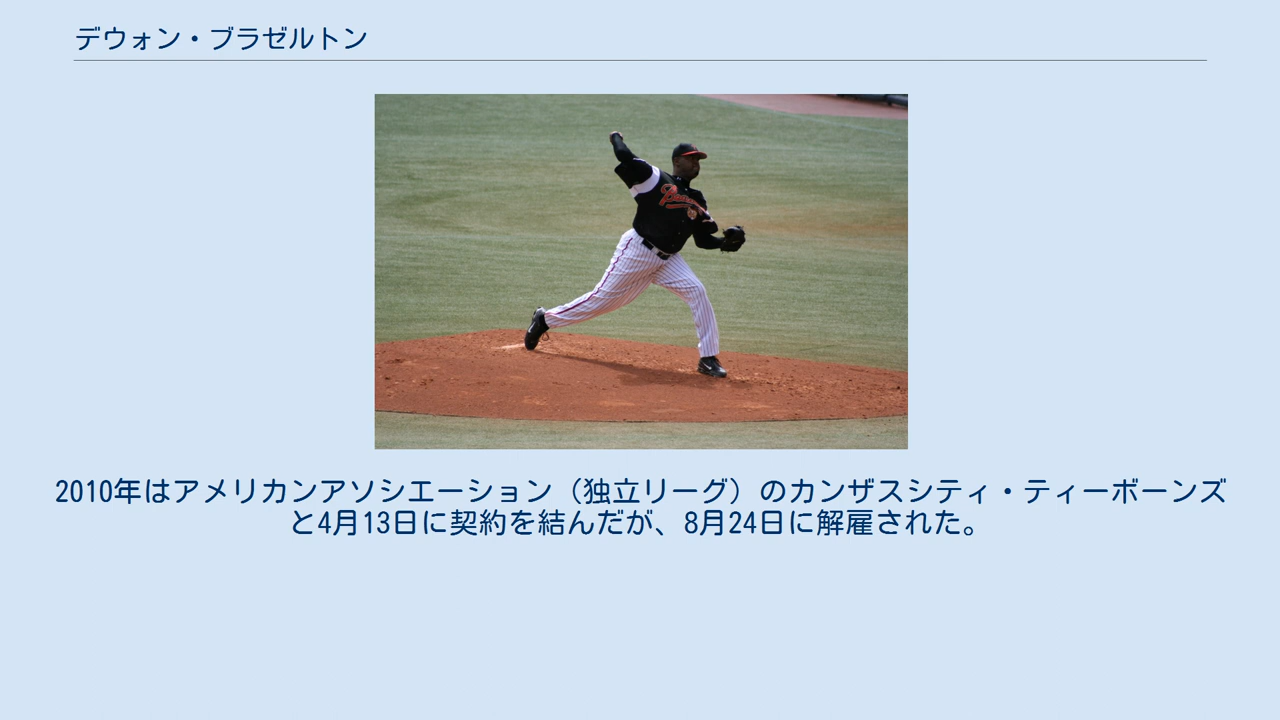 デウォン・ブラゼルトン
2010年はアメリカンアソシエーション（独立リーグ）のカンザスシティ・ティーボーンズ
と4月13日に契約を結んだが、8月24日に解雇された。